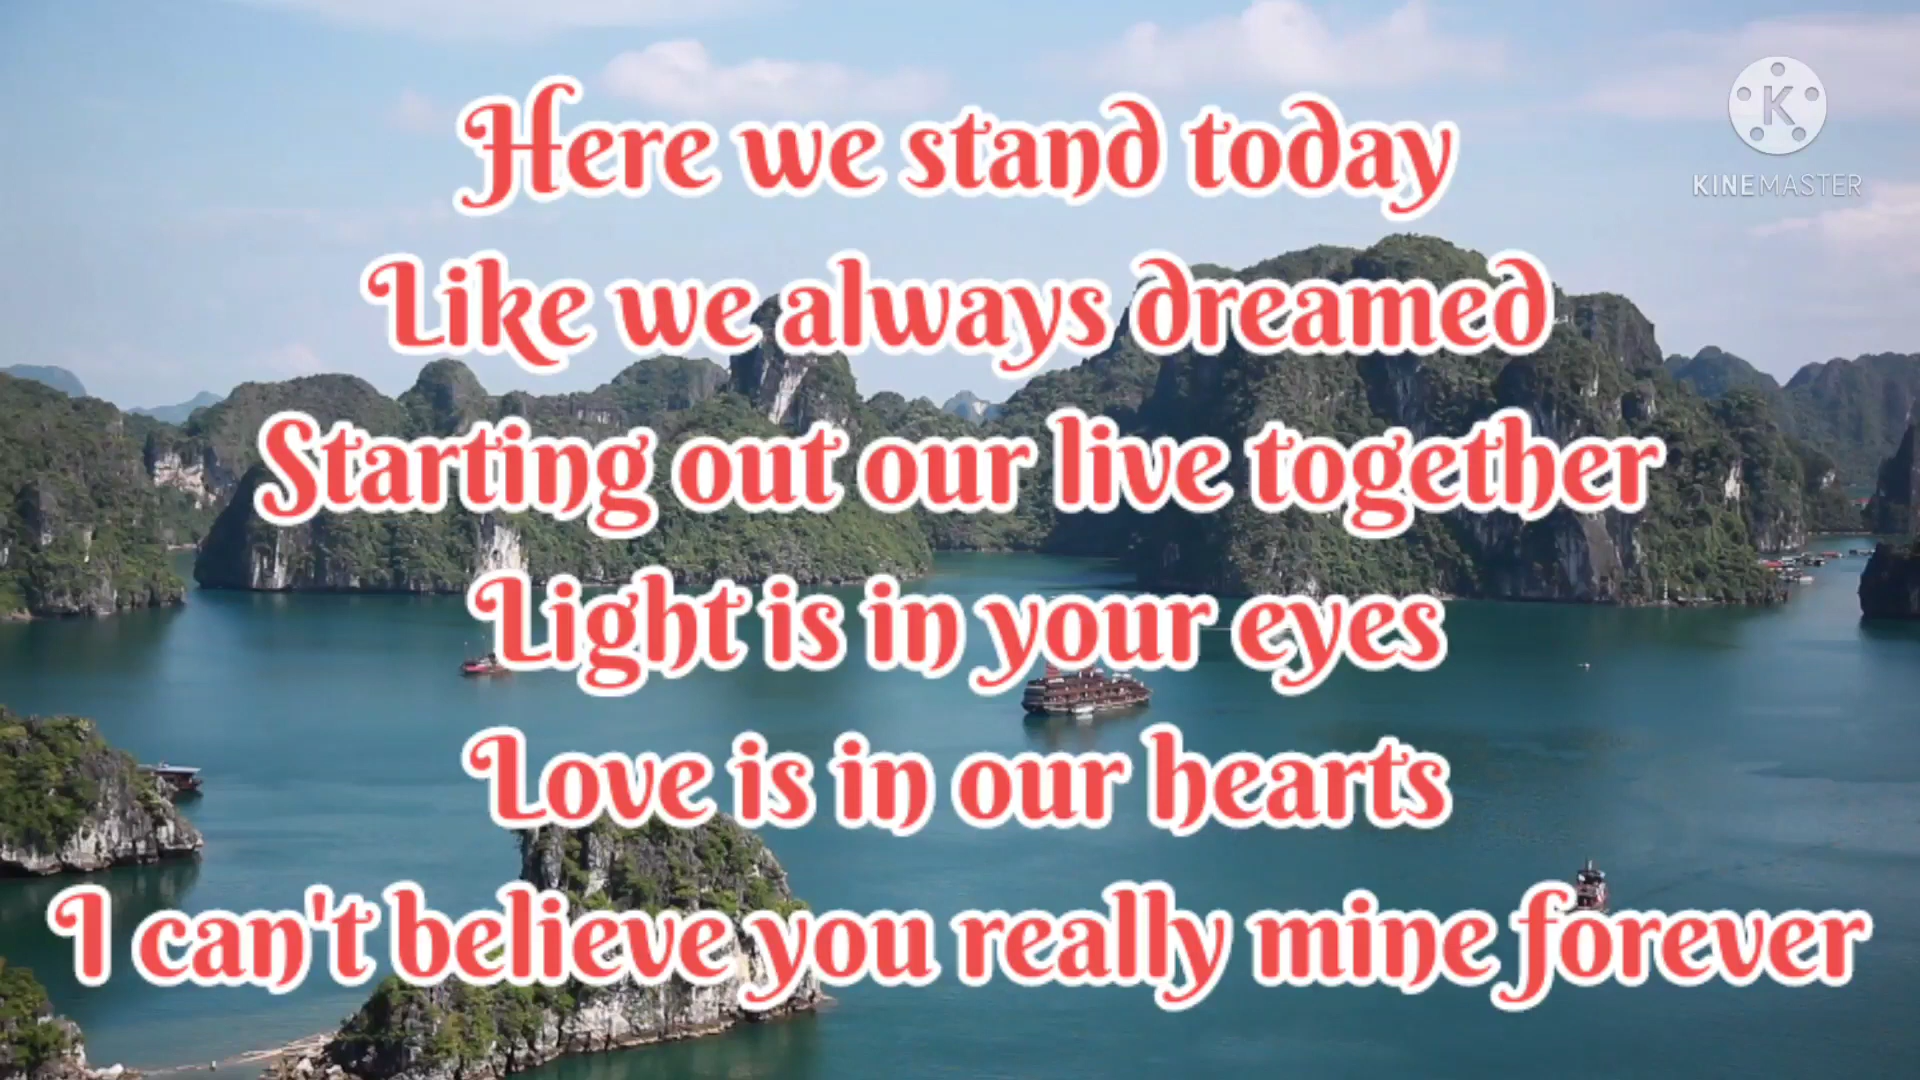 Here we stand today
Like we always dreamed
Starting out our live together
Light is in your eyes
Love is in our hearts
I can't believe you really mine forever
K
KINEMASTER